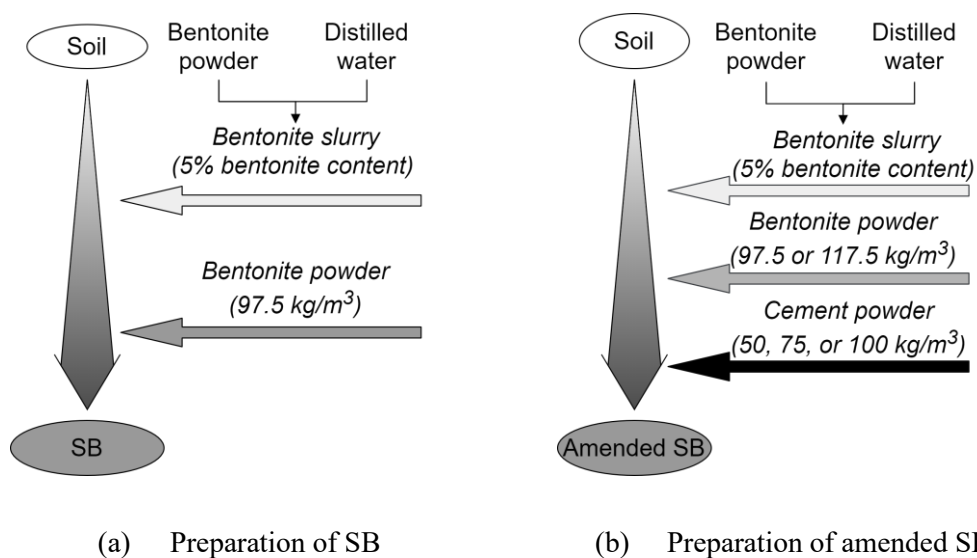 Soil
Bentonite
powder
Distilled
water
Bentonite slurry
(5% bentonite content)
Bentonite powder
(97.5 kg/m³)
SB
(a) Preparation of SB
Soil
Bentonite
powder
Distilled
water
Bentonite slurry
(5% bentonite content)
Bentonite powder
(97.5 or 117.5 kg/m³)
Cement powder
(50, 75, or 100 kg/m³)
Amended SB
(b) Preparation of amended S